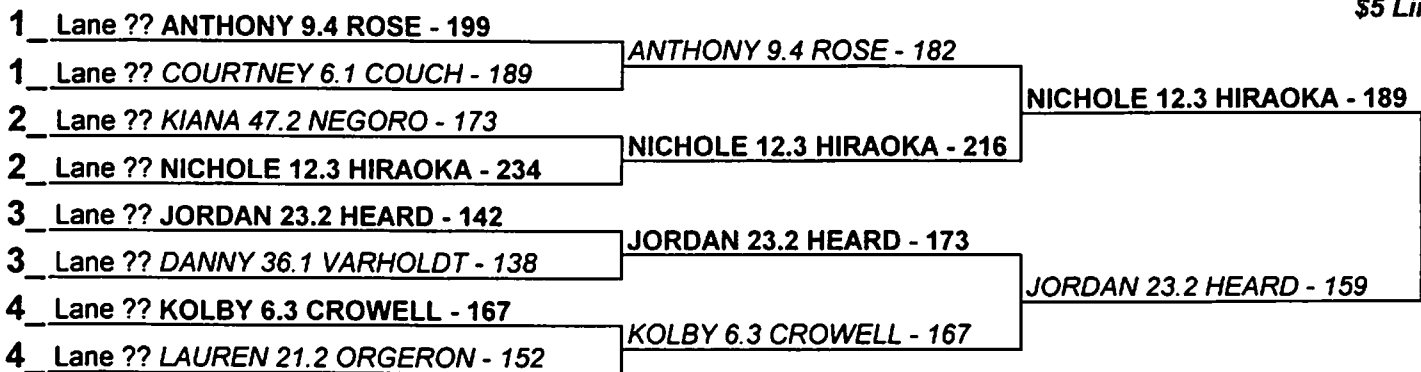 $5
1_ Lane ?? ANTHONY 9.4 ROSE - 199
1_ Lane ?? COURTNEY 6.1 COUCH - 189
2_ Lane ?? KIANA 47.2 NEGORO - 173
2_ Lane ?? NICHOLE 12.3 HIRAOKA - 234
3_ Lane ?? JORDAN 23.2 HEARD - 142
3_ Lane ?? DANNY 36.1 VARHOLDT - 138
4_ Lane ?? KOLBY 6.3 CROWELL - 167
4_ Lane ?? LAUREN 21.2 ORGERON - 152
ANTHONY 9.4 ROSE - 182
NICHOLE 12.3 HIRAOKA - 216
JORDAN 23.2 HEARD - 173
KOLBY 6.3 CROWELL - 167
NICHOLE 12.3 HIRAOKA - 189
JORDAN 23.2 HEARD - 159